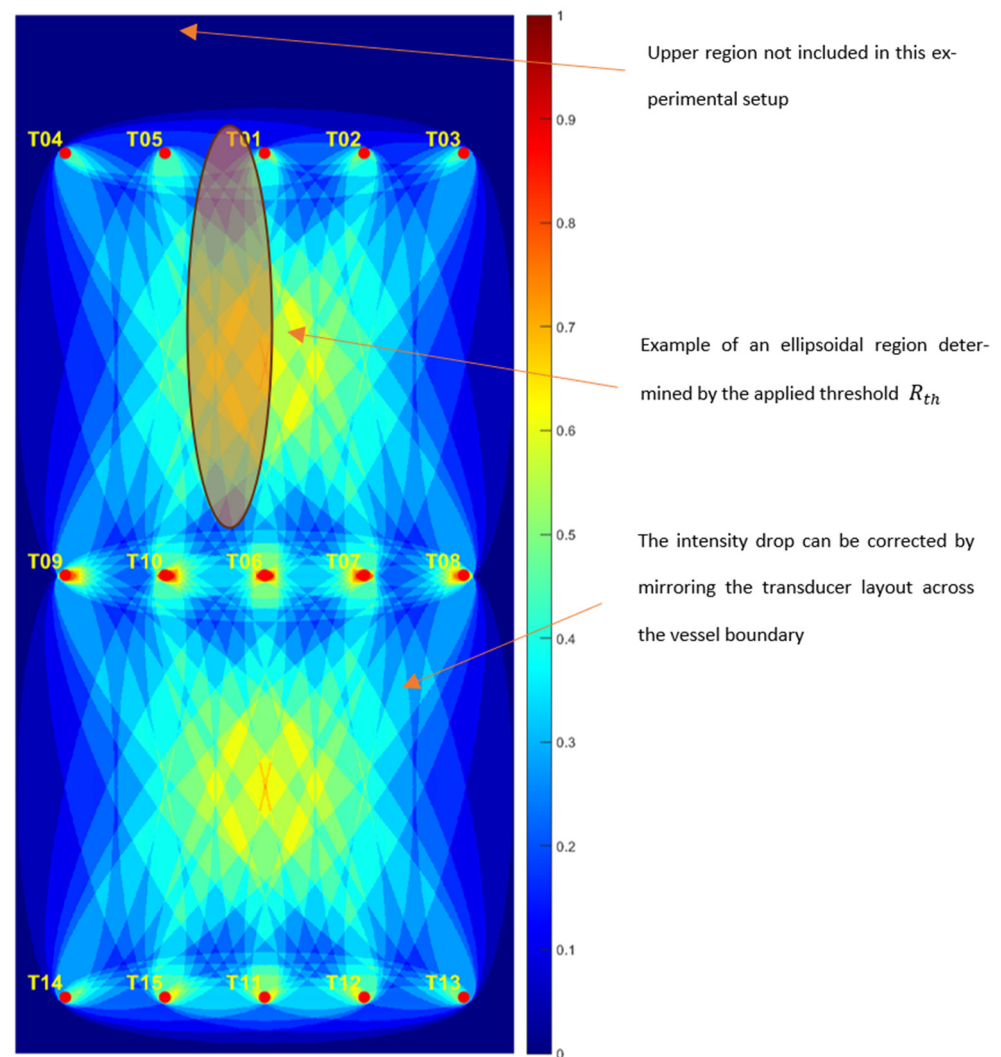 1
Upper region not included in this ex-
perimental setup
0.9
T04 T05 T01 T02 T03
0.8
0.7
Example of an ellipsoidal region deter-
mined by the applied threshold R_th
0.6
0.5
The intensity drop can be corrected by
T09 T10 T06 T07 T08
mirroring the transducer layout across
the vessel boundary
0.4
0.3
0.2
0.1
T14 T15 T11 T12 T13
0